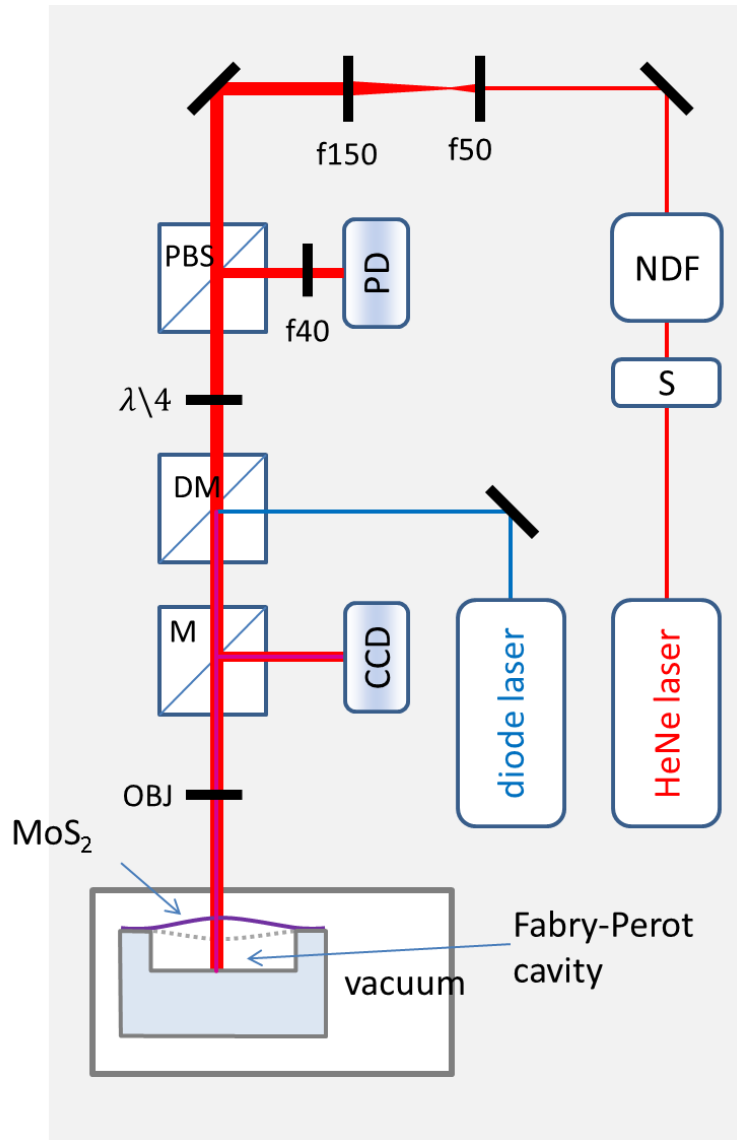 f150
f50
PBS
PD
NDF
f40
S
λ\4
DM
M
CCD
diode laser
HeNe laser
OBJ
MoS₂
Fabry-Perot
cavity
vacuum